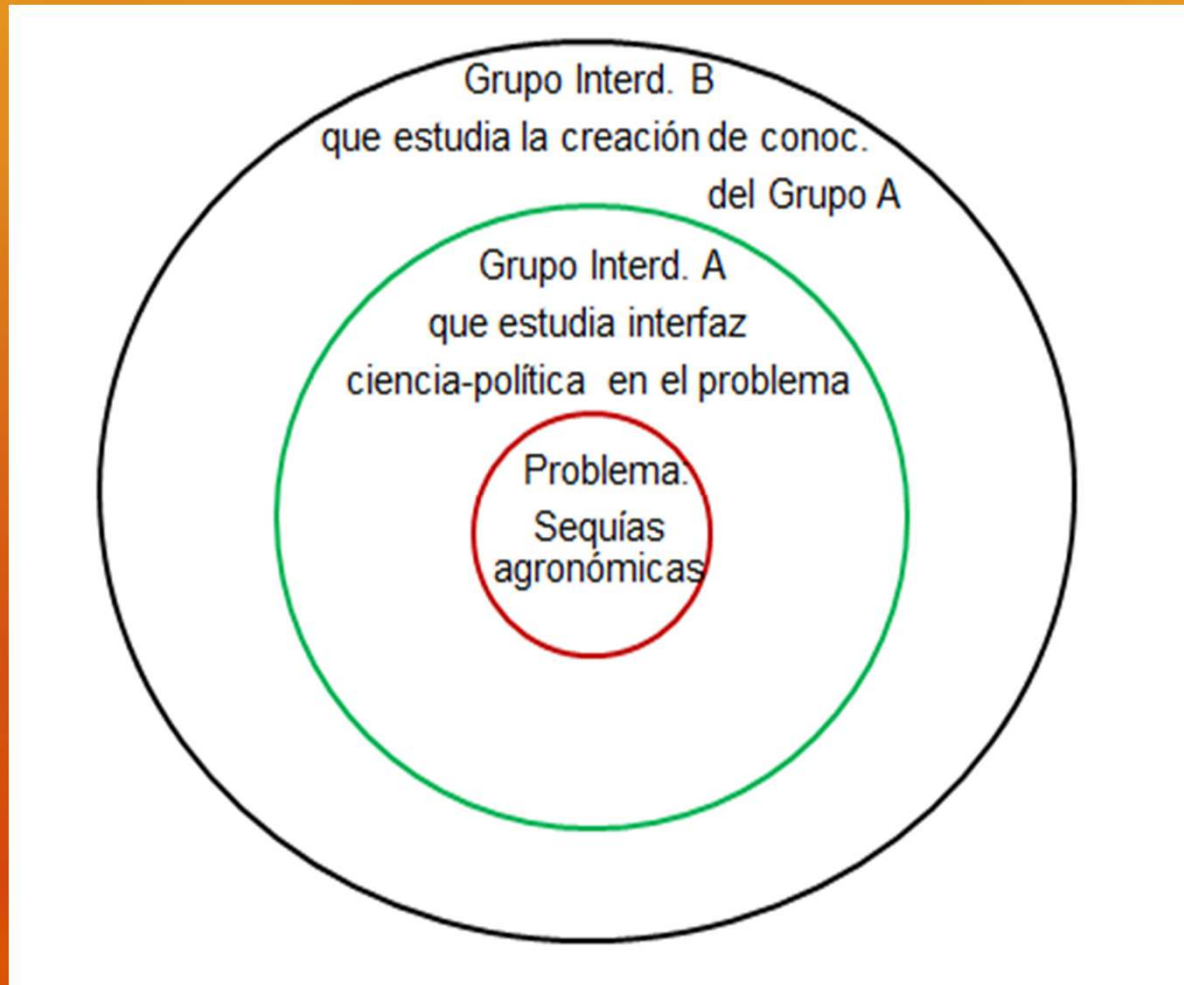 Grupo Interd. B
que estudia la creación de conoc.
del Grupo A
Grupo Interd. A
que estudia interfaz
ciencia-política en el problema
Problema:
Sequías
agronómicas